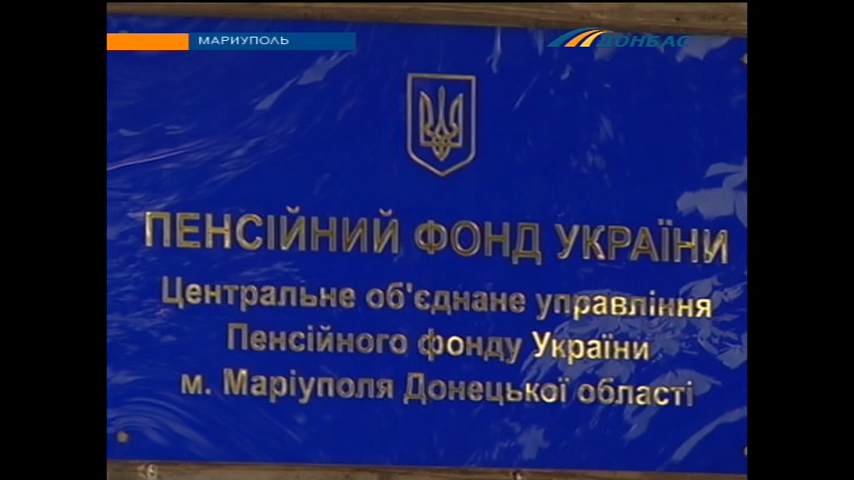 МАРИУПОЛЬ
ДОНБАС
ПЕНСІЙНИЙ ФОНД УКРАЇНИ
Центральне об'єднане управління
Пенсійного фонду України
м. Маріуполя Донецької області